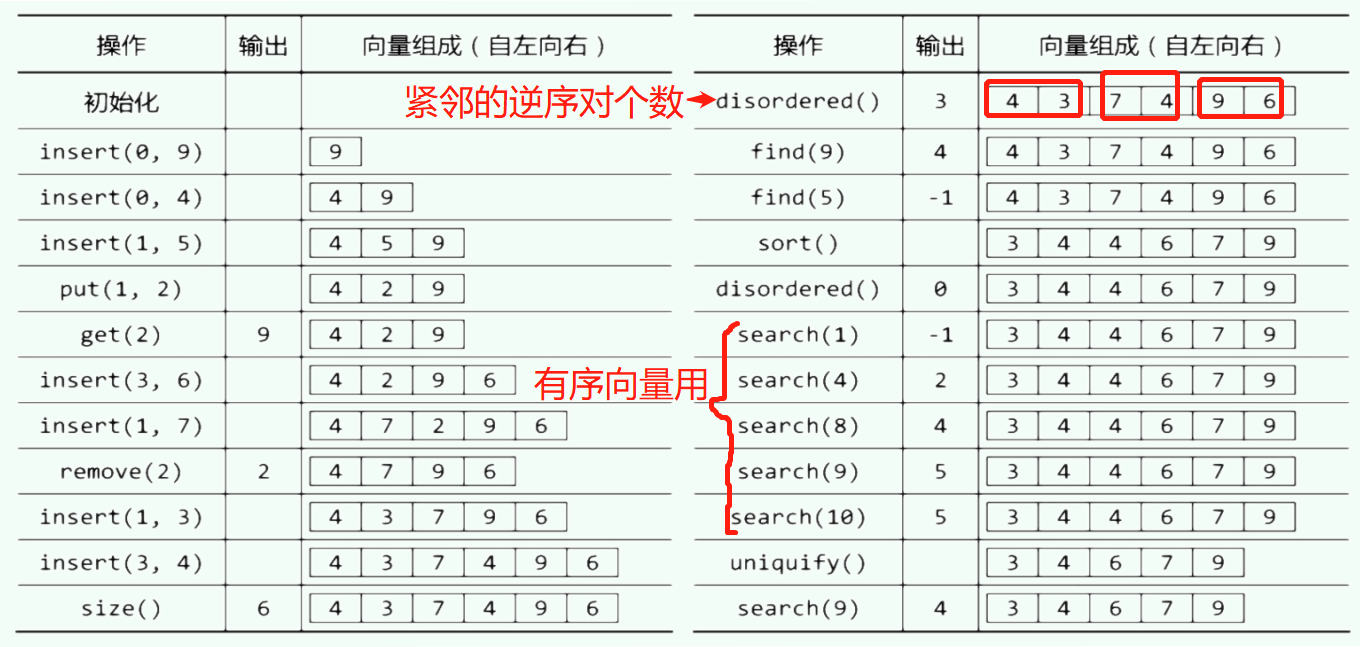 操作 输出 向量组成（自左向右）
初始化
insert(0, 9) 9
insert(0, 4) 4 9
insert(1, 5) 4 5 9
put(1, 2) 4 2 9
get(2) 9 4 2 9
insert(3, 6) 4 2 9 6
insert(1, 7) 4 7 2 9 6
remove(2) 2 4 7 9 6
insert(1, 3) 4 3 7 9 6
insert(3, 4) 4 3 7 4 9 6
size() 6 4 3 7 4 9 6
操作 输出 向量组成（自左向右）
紧邻的逆序对个数
disordered() 3 4 3 7 4 9 6
find(9) 4 4 3 7 4 9 6
find(5) -1 4 3 7 4 9 6
sort() 3 4 4 6 7 9
disordered() 0 3 4 4 6 7 9
有序向量用
search(1) -1 3 4 4 6 7 9
search(4) 2 3 4 4 6 7 9
search(8) 4 3 4 4 6 7 9
search(9) 5 3 4 4 6 7 9
search(10) 5 3 4 4 6 7 9
uniquify() 3 4 6 7 9
search(9) 4 3 4 6 7 9